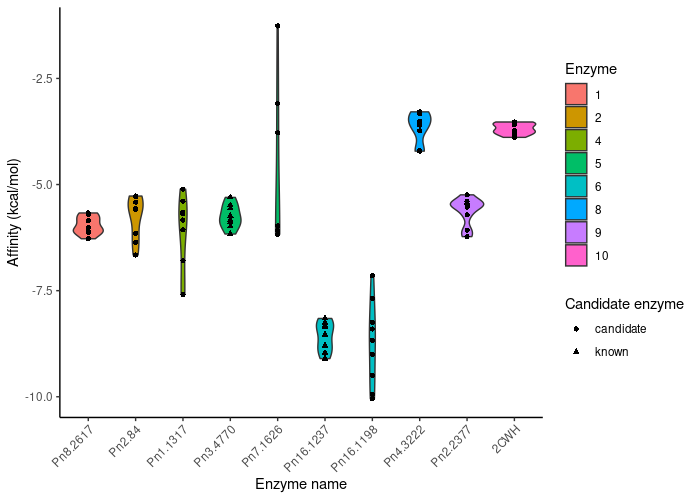 Affinity (kcal/mol)
-2.5
-5.0
-7.5
-10.0
Pn8.2617
Pn2.84
Pn1.1317
Pn3.4770
Pn7.1626
Pn16.1237
Pn16.1198
Pn4.3222
Pn2.2377
2CWH
Enzyme name
Enzyme
1
2
4
5
6
8
9
10
Candidate enzyme
candidate
known